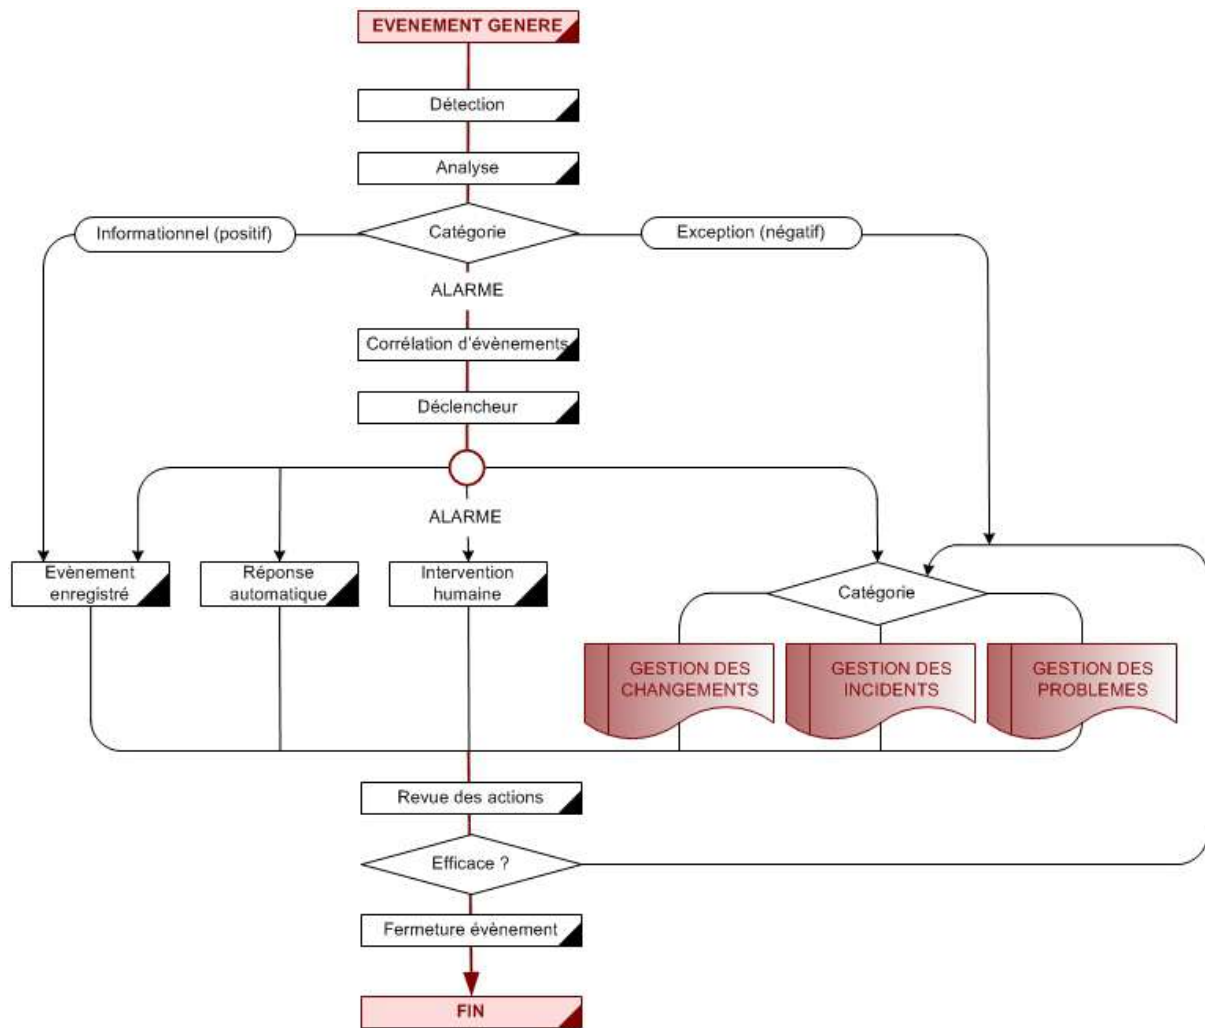 EVENEMENT GENERE
Détection
Analyse
Informationnel (positif)
Catégorie
Exception (négatif)
ALARME
Corrélation d'évènements
Déclencheur
ALARME
Evènement
enregistré
Réponse
automatique
Intervention
humaine
Catégorie
GESTION DES
CHANGEMENTS
GESTION DES
INCIDENTS
GESTION DES
PROBLEMES
Revue des actions
Efficace ?
Fermeture évènement
FIN